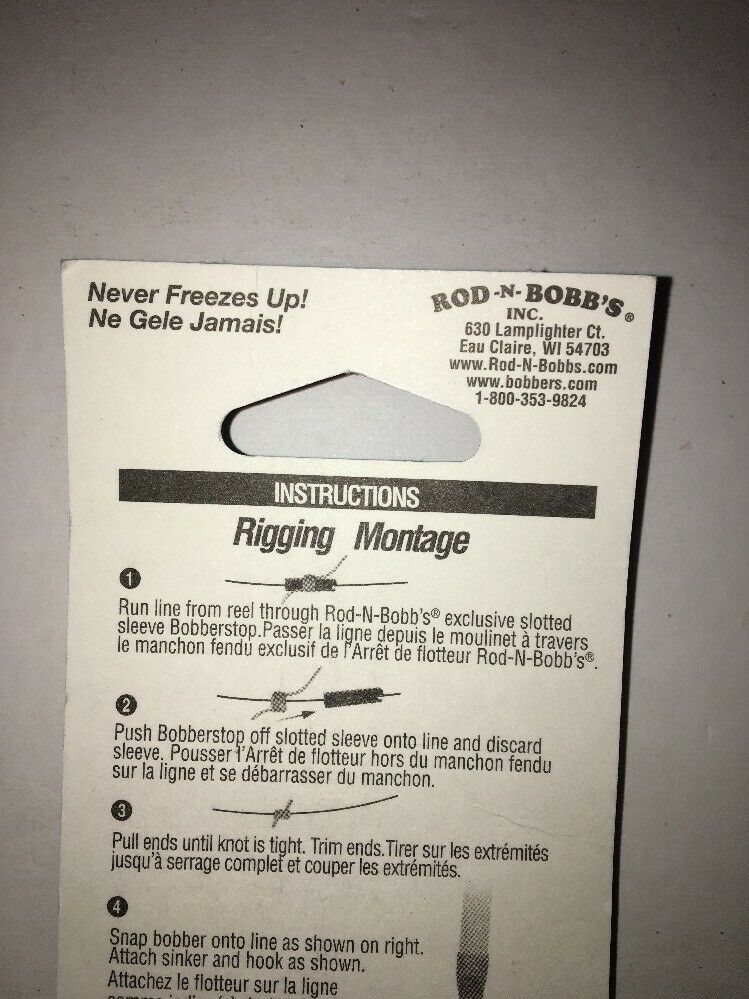 Never Freezes Up!
Ne Gele Jamais!
ROD-N-BOBB'S®
INC.
630 Lamplighter Ct.
Eau Claire, WI 54703
www.Rod-N-Bobbs.com
www.bobbers.com
1-800-353-9824
INSTRUCTIONS
Rigging Montage
1
Run line from reel through Rod-N-Bobb's® exclusive slotted
sleeve Bobberstop.Passer la ligne depuis le moulinet à travers
le manchon fendu exclusif de l'Arrêt de flotteur Rod-N-Bobb's®.
2
Push Bobberstop off slotted sleeve onto line and discard
sleeve. Pousser l'Arrêt de flotteur hors du manchon fendu
sur la ligne et se débarrasser du manchon.
3
Pull ends until knot is tight. Trim ends.Tirer sur les extrémités
jusqu'à serrage complet et couper les extrémités.
4
Snap bobber onto line as shown on right.
Attach sinker and hook as shown.
Attachez le flotteur sur la ligne